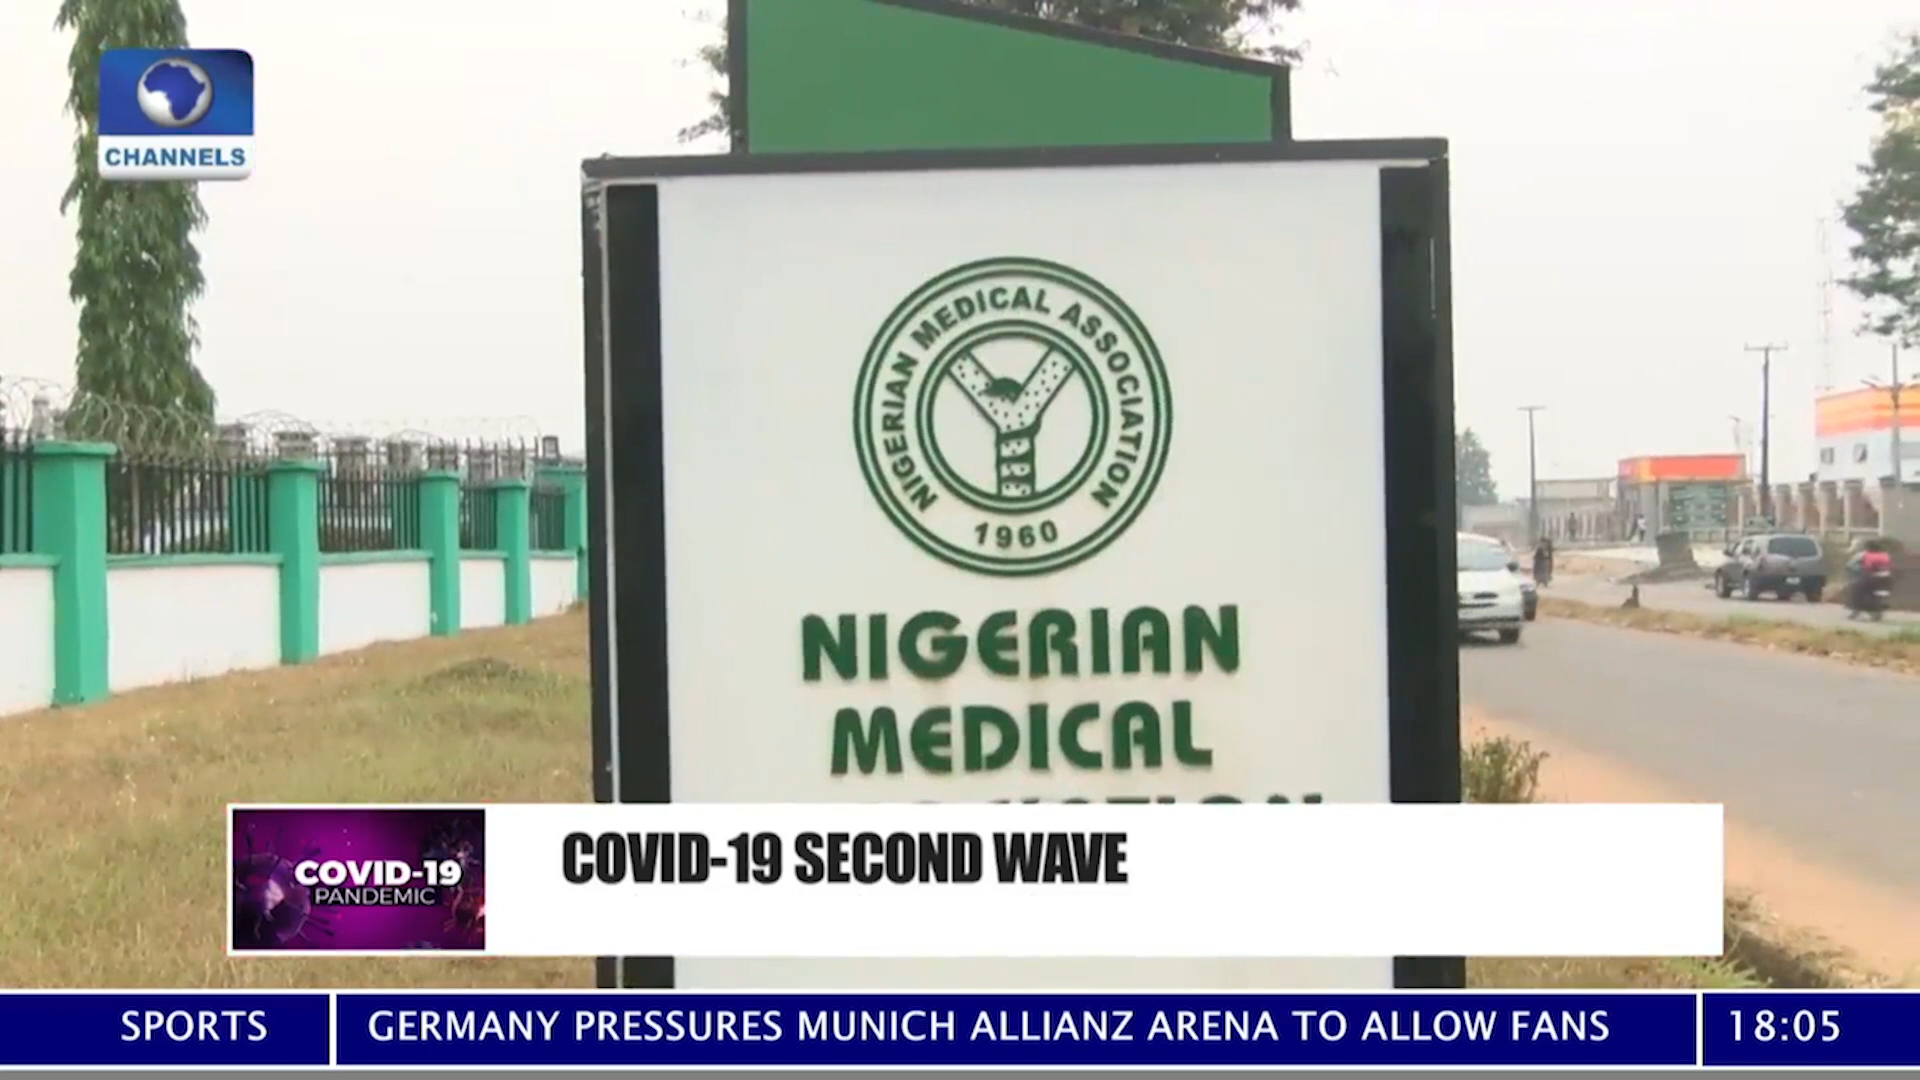 CHANNELS
NIGERIAN MEDICAL ASSOCIATION
1960
NIGERIAN
MEDICAL
COVID-19
PANDEMIC
COVID-19 SECOND WAVE
SPORTS
GERMANY PRESSURES MUNICH ALLIANZ ARENA TO ALLOW FANS
18:05